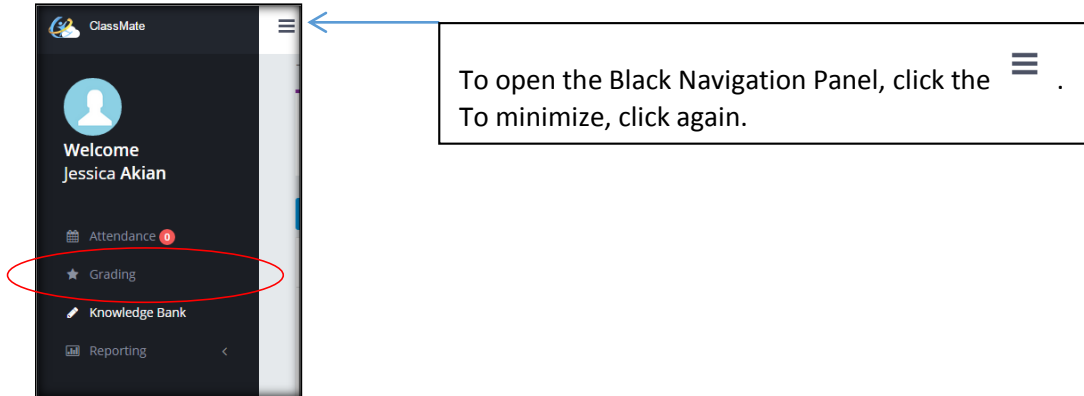 ClassMate
To open the Black Navigation Panel, click the ☰ .
To minimize, click again.
Welcome
Jessica Akian
Attendance 0
Grading
Knowledge Bank
Reporting <